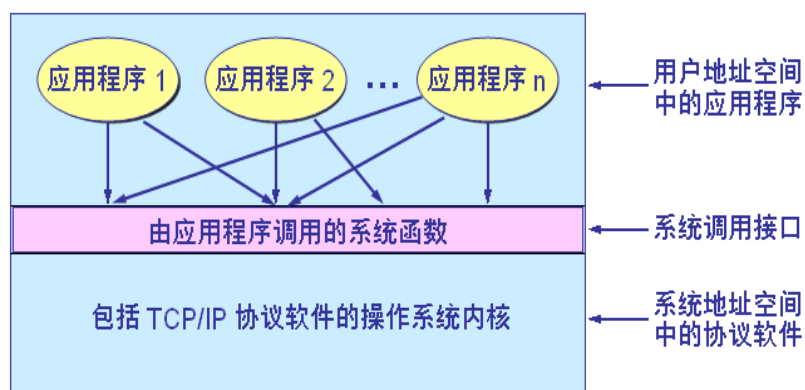 应用程序 1
应用程序 2
…
应用程序 n
用户地址空间
中的应用程序
由应用程序调用的系统函数
系统调用接口
包括 TCP/IP 协议软件的操作系统内核
系统地址空间
中的协议软件